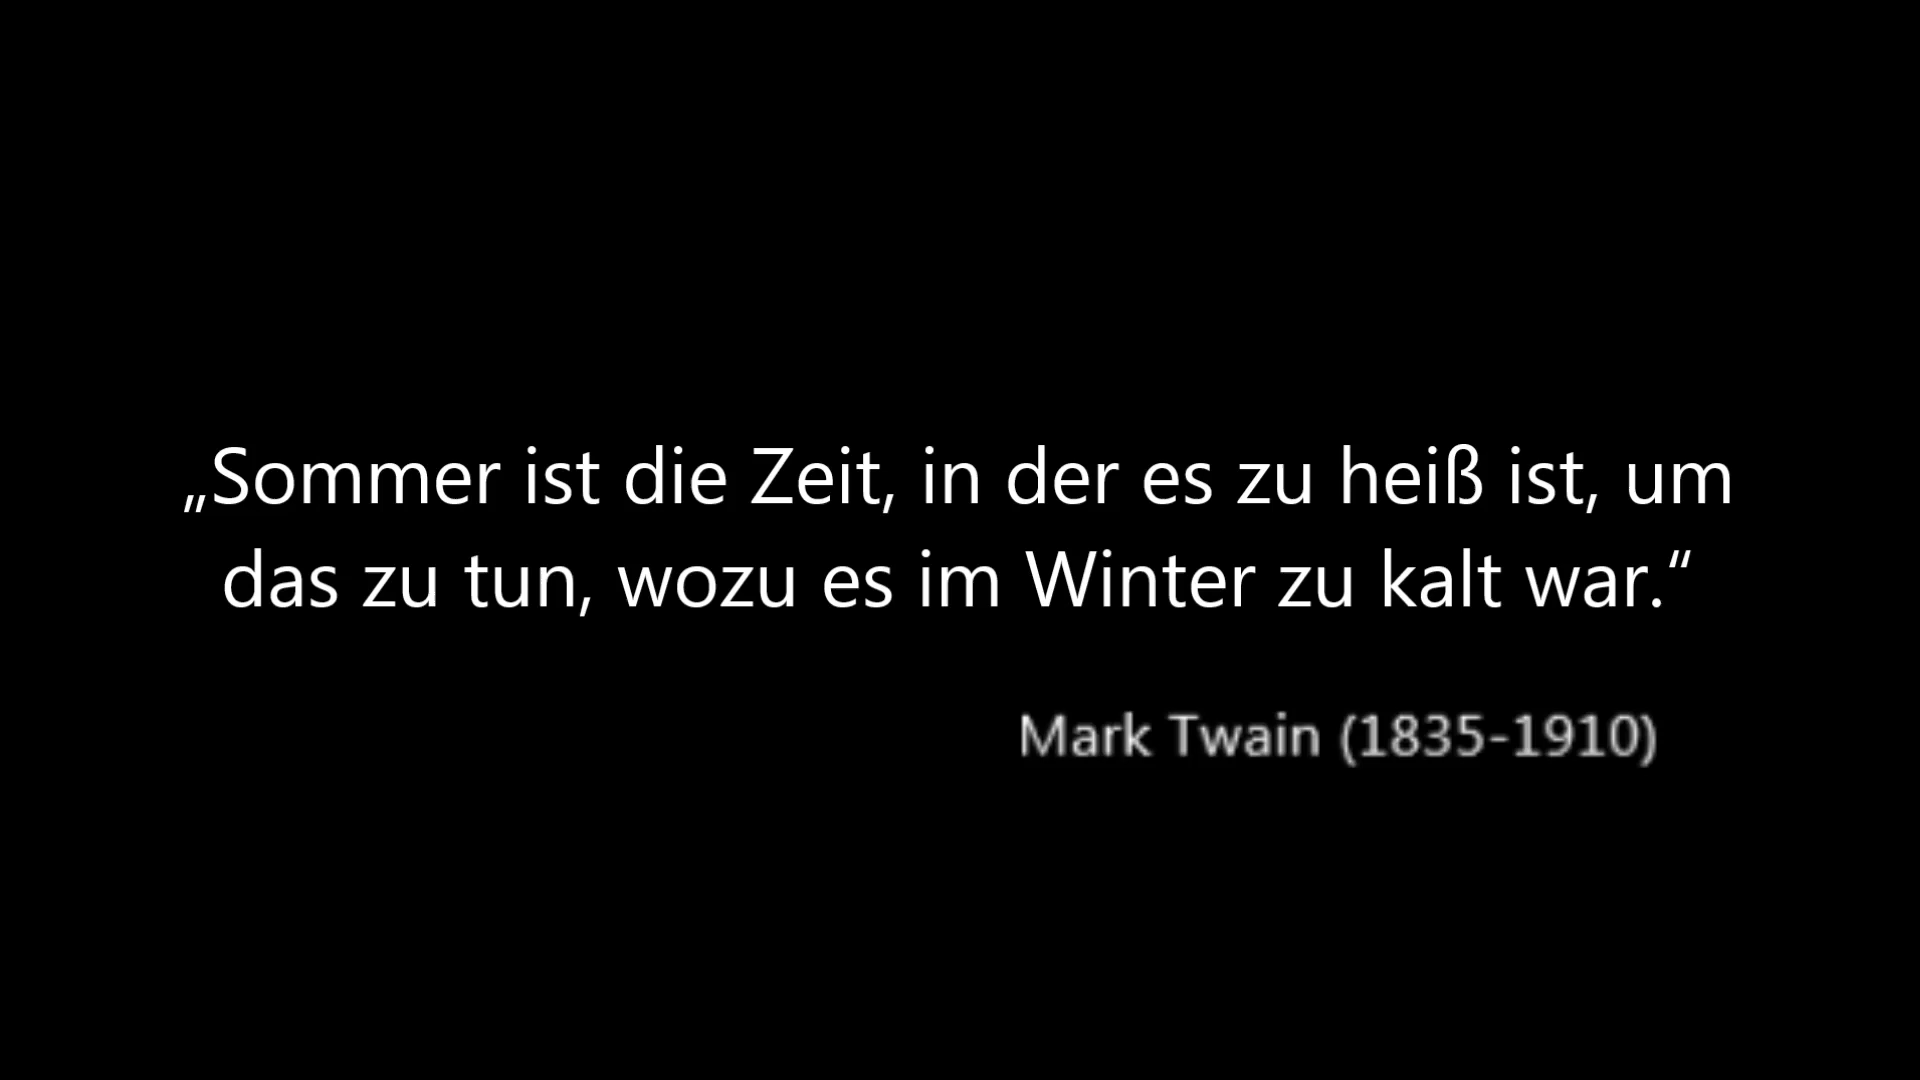 „Sommer ist die Zeit, in der es zu heiß ist, um
das zu tun, wozu es im Winter zu kalt war.“
Mark Twain (1835-1910)